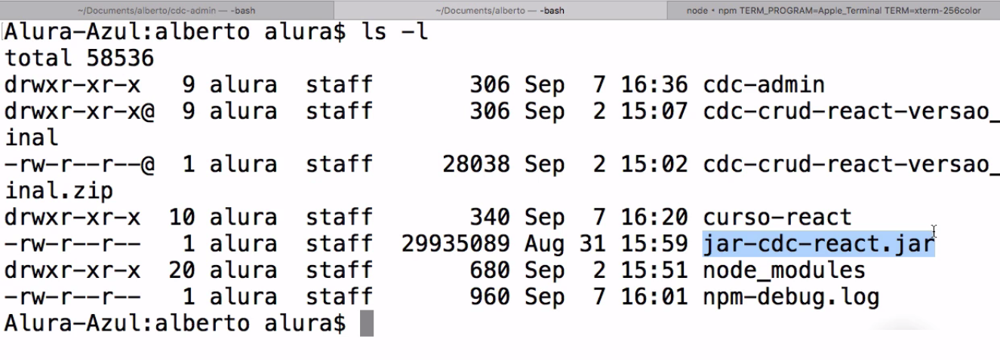 ~/Documents/alberto/cdc-admin — -bash
~/Documents/alberto — -bash
node • npm TERM_PROGRAM=Apple_Terminal TERM=xterm-256color
Alura-Azul:alberto alura$ ls -l
total 58536
drwxr-xr-x   9 alura  staff       306 Sep  7 16:36 cdc-admin
drwxr-xr-x@  9 alura  staff       306 Sep  2 15:07 cdc-crud-react-versao_
inal
-rw-r--r--@  1 alura  staff     28038 Sep  2 15:02 cdc-crud-react-versao_
inal.zip
drwxr-xr-x  10 alura  staff       340 Sep  7 16:20 curso-react
-rw-r--r--   1 alura  staff  29935089 Aug 31 15:59 jar-cdc-react.jar
drwxr-xr-x  20 alura  staff       680 Sep  2 15:51 node_modules
-rw-r--r--   1 alura  staff       960 Sep  7 16:01 npm-debug.log
Alura-Azul:alberto alura$